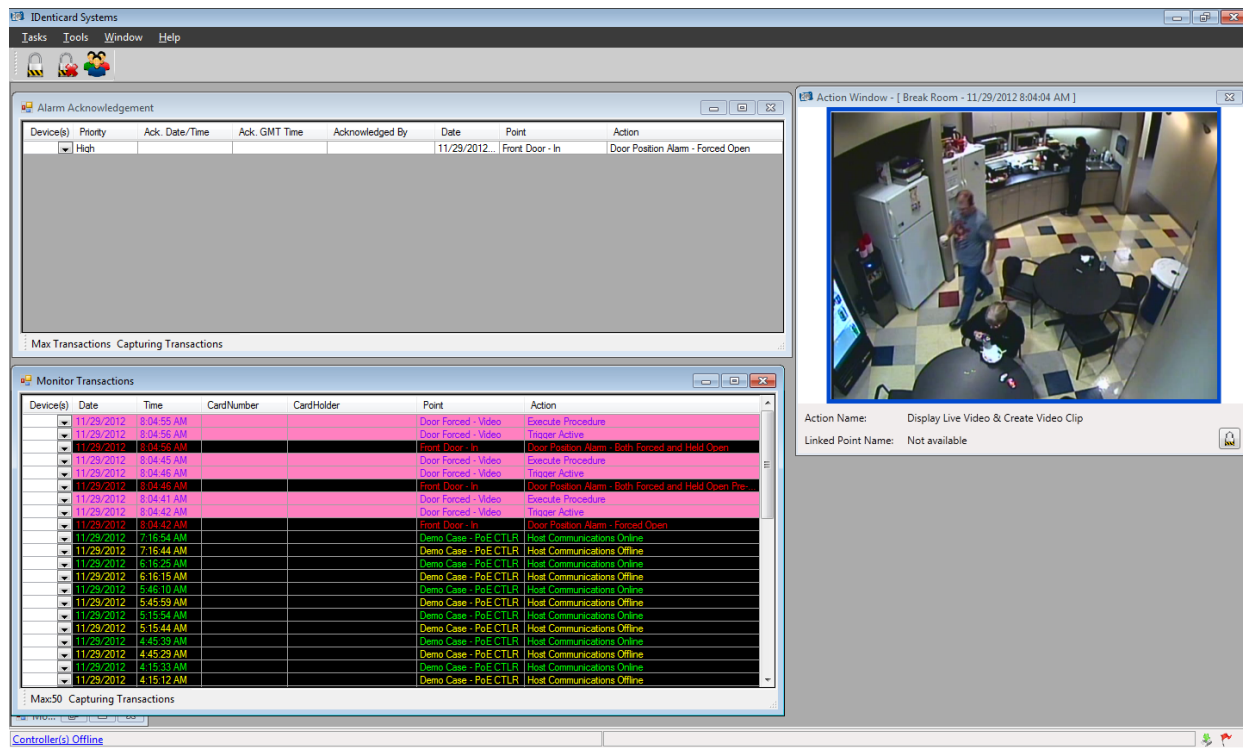 IDenticard Systems
Tasks Tools Window Help
Alarm Acknowledgement
Device(s) Priority Ack. Date/Time Ack. GMT Time Acknowledged By Date Point Action
High 11/29/2012... Front Door - In Door Position Alarm - Forced Open
Max Transactions Capturing Transactions
Action Window - [ Break Room - 11/29/2012 8:04:04 AM ]
Action Name: Display Live Video & Create Video Clip
Linked Point Name: Not available
Monitor Transactions
Device(s) Date Time CardNumber CardHolder Point Action
11/29/2012 8:04:55 AM Door Forced - Video Execute Procedure
11/29/2012 8:04:56 AM Door Forced - Video Trigger Active
11/29/2012 8:04:56 AM Front Door - In Door Position Alarm - Both Forced and Held Open
11/29/2012 8:04:45 AM Door Forced - Video Execute Procedure
11/29/2012 8:04:46 AM Door Forced - Video Trigger Active
11/29/2012 8:04:46 AM Front Door - In Door Position Alarm - Both Forced and Held Open Pre-
11/29/2012 8:04:41 AM Door Forced - Video Execute Procedure
11/29/2012 8:04:42 AM Door Forced - Video Trigger Active
11/29/2012 8:04:42 AM Front Door - In Door Position Alarm - Forced Open
11/29/2012 7:16:54 AM Demo Case - PoE CTLR Host Communications Online
11/29/2012 7:16:44 AM Demo Case - PoE CTLR Host Communications Offline
11/29/2012 6:16:25 AM Demo Case - PoE CTLR Host Communications Online
11/29/2012 6:16:15 AM Demo Case - PoE CTLR Host Communications Offline
11/29/2012 5:46:10 AM Demo Case - PoE CTLR Host Communications Online
11/29/2012 5:45:59 AM Demo Case - PoE CTLR Host Communications Offline
11/29/2012 5:15:54 AM Demo Case - PoE CTLR Host Communications Online
11/29/2012 5:15:44 AM Demo Case - PoE CTLR Host Communications Offline
11/29/2012 4:45:39 AM Demo Case - PoE CTLR Host Communications Online
11/29/2012 4:45:29 AM Demo Case - PoE CTLR Host Communications Offline
11/29/2012 4:15:33 AM Demo Case - PoE CTLR Host Communications Online
11/29/2012 4:15:12 AM Demo Case - PoE CTLR Host Communications Offline
Max:50 Capturing Transactions
Mo...
Controller(s) Offline